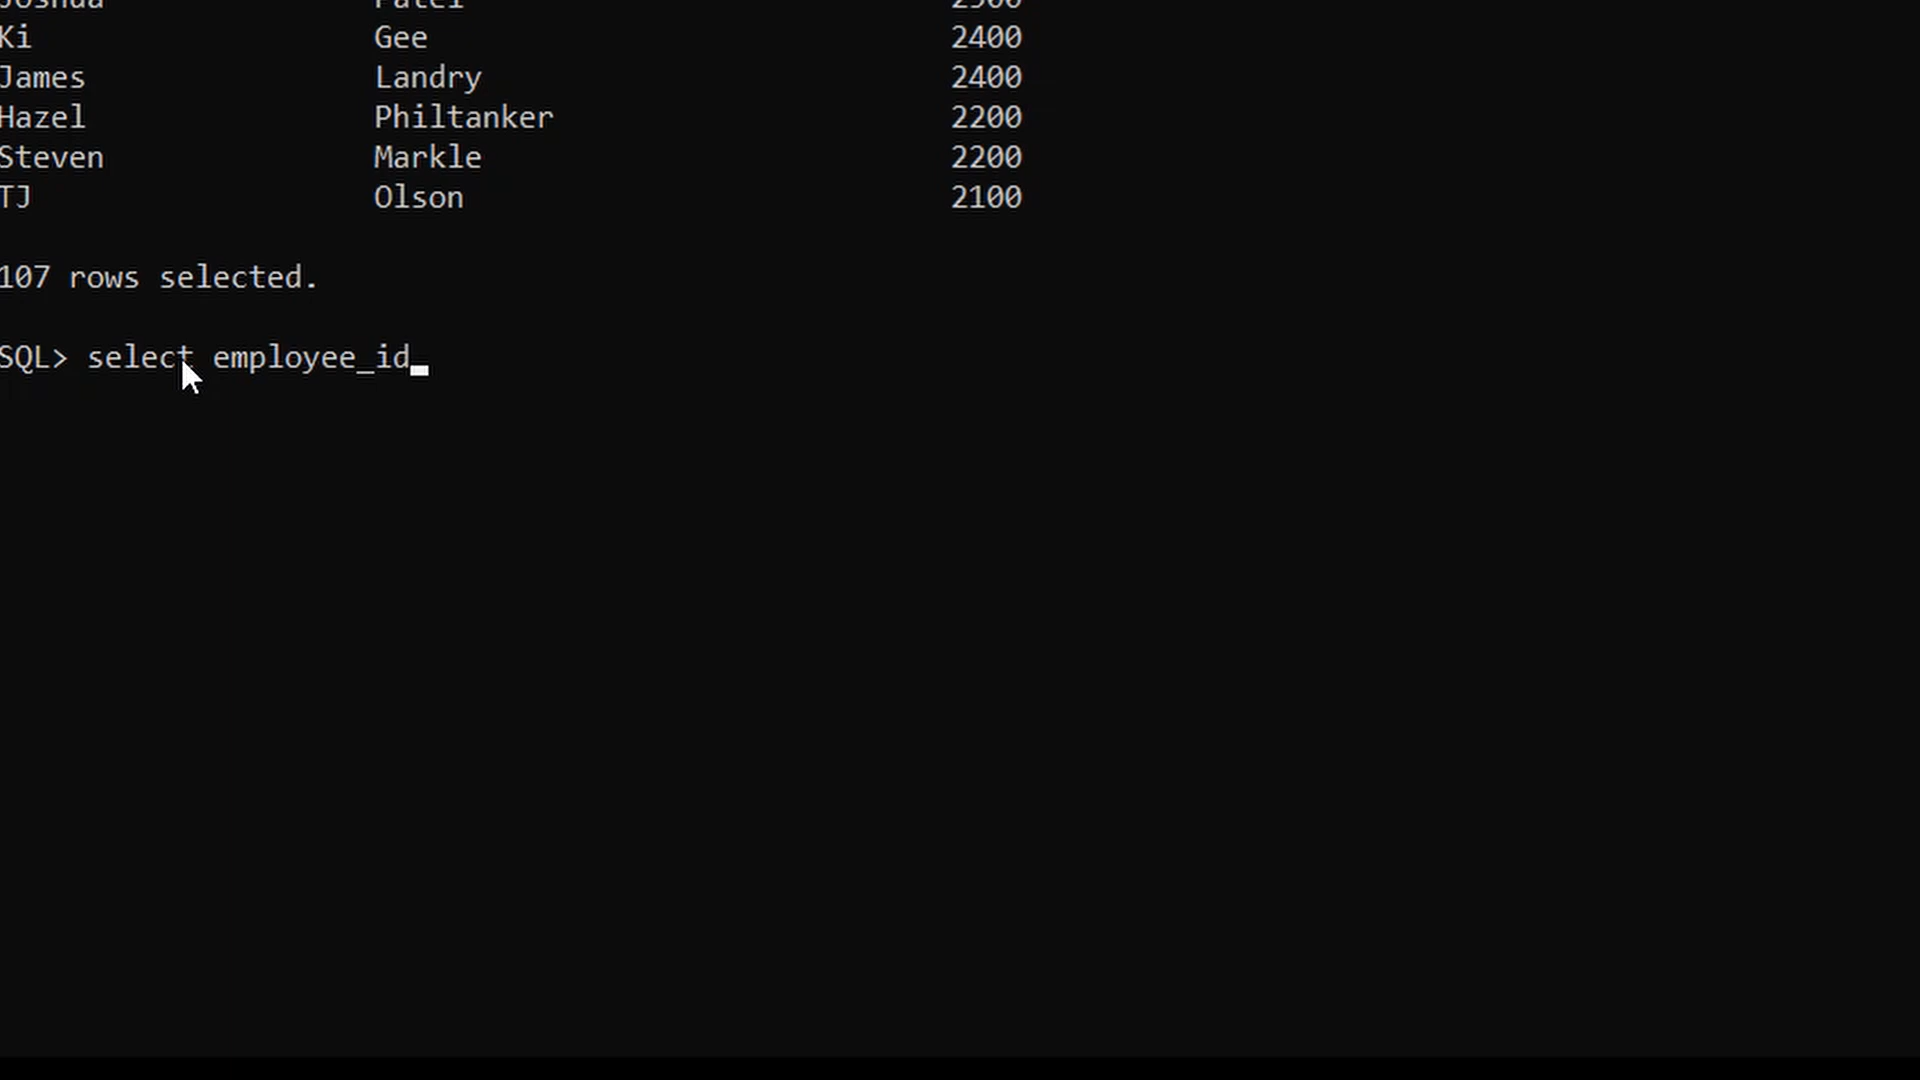 Joshua Patel 2500
Ki Gee 2400
James Landry 2400
Hazel Philtanker 2200
Steven Markle 2200
TJ Olson 2100
107 rows selected.
SQL> select employee_id